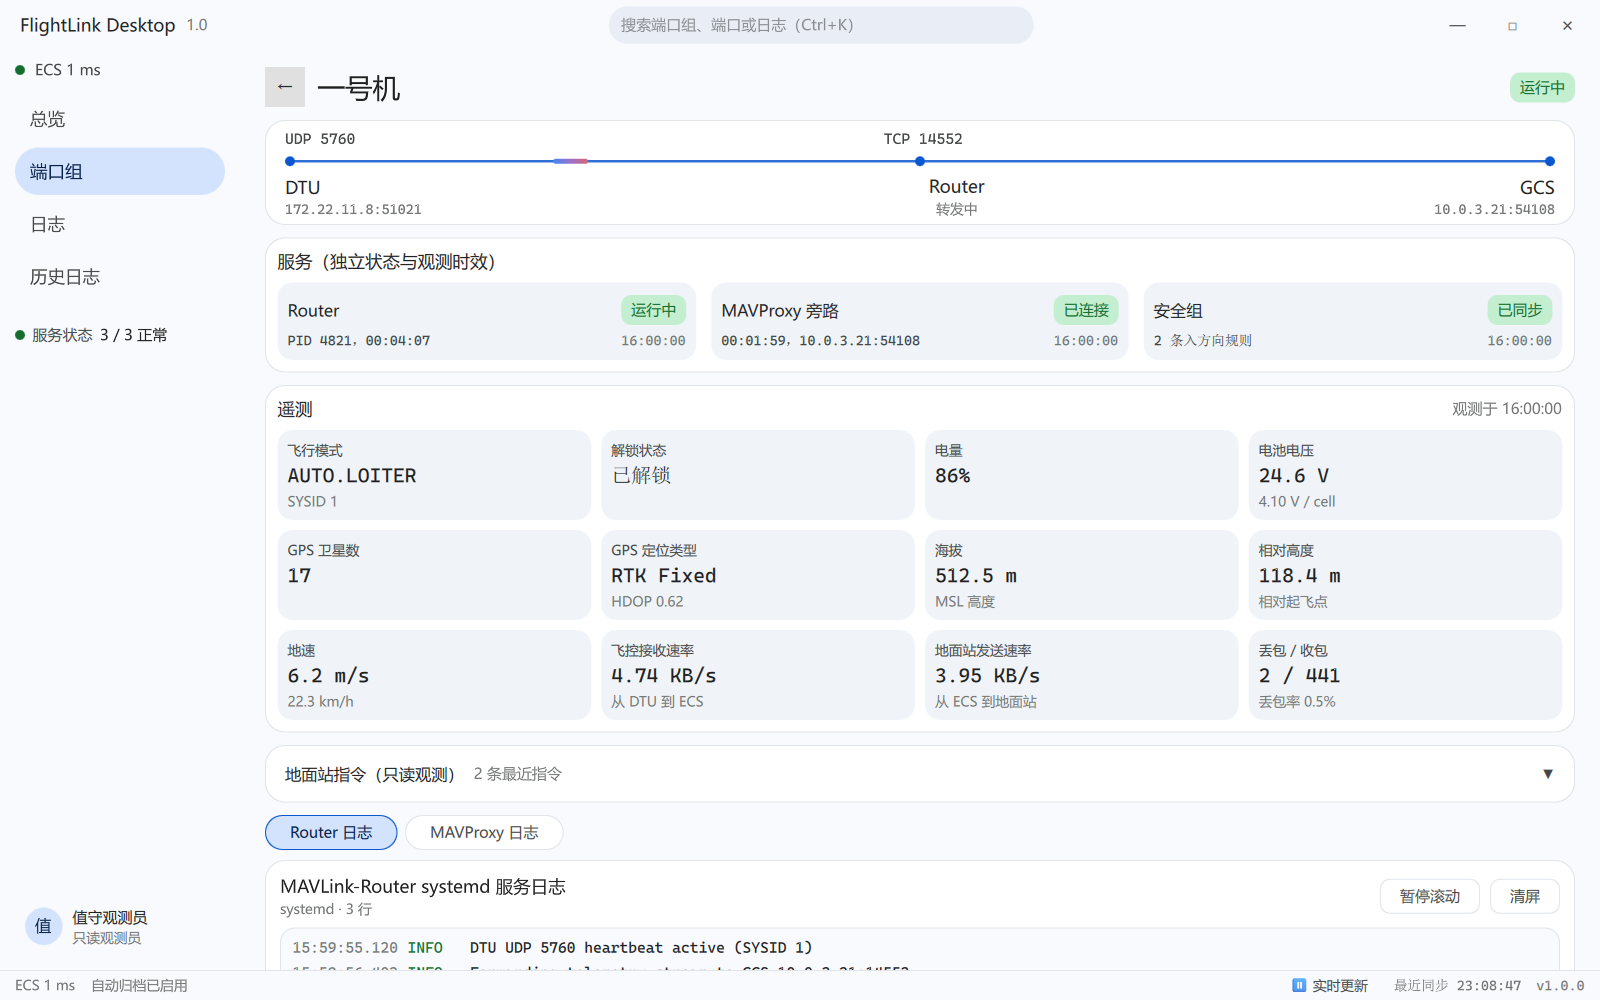 FlightLink Desktop 1.0
搜索端口组、端口或日志（Ctrl+K）
ECS 1 ms
总览
端口组
日志
历史日志
服务状态 3 / 3 正常
值
值守观测员
只读观测员
← 一号机
运行中
UDP 5760
TCP 14552
DTU
172.22.11.8:51021
Router
转发中
GCS
10.0.3.21:54108
服务（独立状态与观测时效）
Router 运行中
PID 4821, 00:04:07 16:00:00
MAVProxy 旁路 已连接
00:01:59, 10.0.3.21:54108 16:00:00
安全组 已同步
2 条入方向规则 16:00:00
遥测 观测于 16:00:00
飞行模式
AUTO.LOITER
SYSID 1
解锁状态
已解锁
电量
86%
电池电压
24.6 V
4.10 V / cell
GPS 卫星数
17
GPS 定位类型
RTK Fixed
HDOP 0.62
海拔
512.5 m
MSL 高度
相对高度
118.4 m
相对起飞点
地速
6.2 m/s
22.3 km/h
飞控接收速率
4.74 KB/s
从 DTU 到 ECS
地面站发送速率
3.95 KB/s
从 ECS 到地面站
丢包 / 收包
2 / 441
丢包率 0.5%
地面站指令（只读观测） 2 条最近指令 ▼
Router 日志
MAVProxy 日志
MAVLink-Router systemd 服务日志
systemd · 3 行
暂停滚动
清屏
15:59:55.120 INFO DTU UDP 5760 heartbeat active (SYSID 1)
ECS 1 ms 自动归档已启用
实时更新 最近同步 23:08:47 v1.0.0